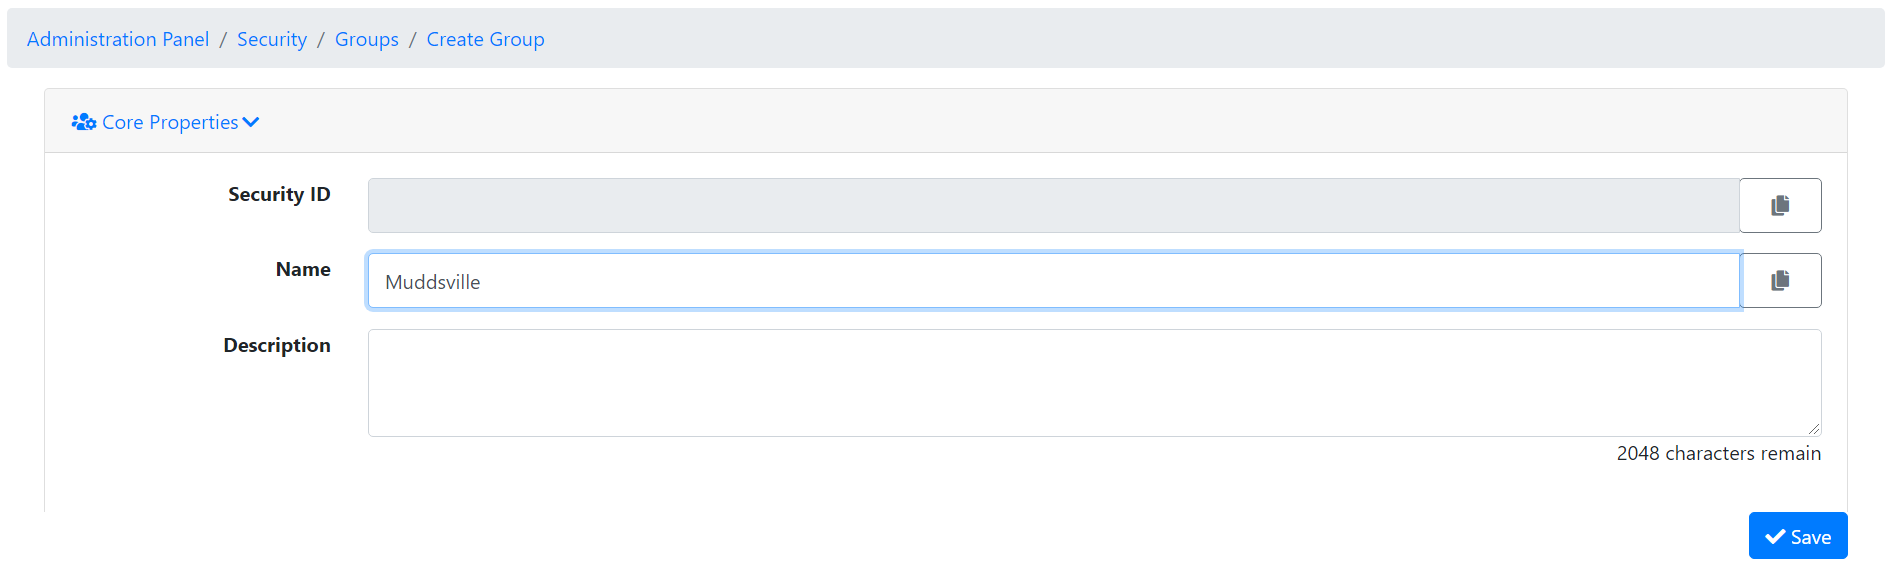 Administration Panel / Security / Groups / Create Group
Core Properties
Security ID
Name
Muddsville
Description
2048 characters remain
Save